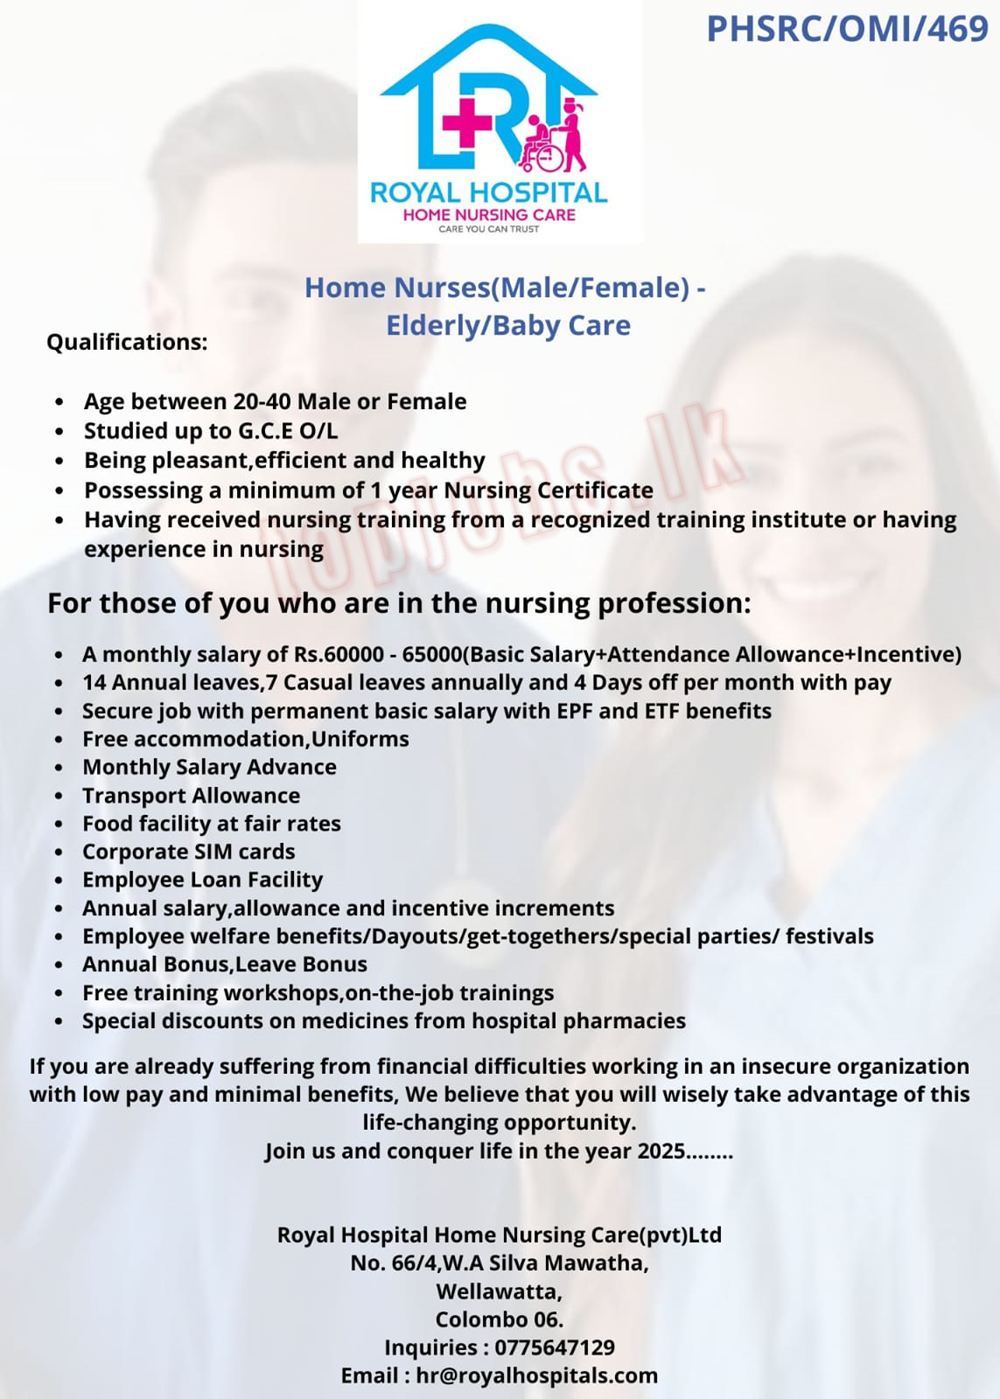 PHSRC/OMI/469
ROYAL HOSPITAL
HOME NURSING CARE
CARE YOU CAN TRUST
Home Nurses(Male/Female) -
Elderly/Baby Care
Qualifications:
• Age between 20-40 Male or Female
• Studied up to G.C.E O/L
• Being pleasant,efficient and healthy
• Possessing a minimum of 1 year Nursing Certificate
• Having received nursing training from a recognized training institute or having
experience in nursing
topjobs.lk
For those of you who are in the nursing profession:
• A monthly salary of Rs.60000 - 65000(Basic Salary+Attendance Allowance+Incentive)
• 14 Annual leaves,7 Casual leaves annually and 4 Days off per month with pay
• Secure job with permanent basic salary with EPF and ETF benefits
• Free accommodation,Uniforms
• Monthly Salary Advance
• Transport Allowance
• Food facility at fair rates
• Corporate SIM cards
• Employee Loan Facility
• Annual salary,allowance and incentive increments
• Employee welfare benefits/Dayouts/get-togethers/special parties/ festivals
• Annual Bonus,Leave Bonus
• Free training workshops,on-the-job trainings
• Special discounts on medicines from hospital pharmacies
If you are already suffering from financial difficulties working in an insecure organization
with low pay and minimal benefits, We believe that you will wisely take advantage of this
life-changing opportunity.
Join us and conquer life in the year 2025........
Royal Hospital Home Nursing Care(pvt)Ltd
No. 66/4,W.A Silva Mawatha,
Wellawatta,
Colombo 06.
Inquiries : 0775647129
Email : hr@royalhospitals.com